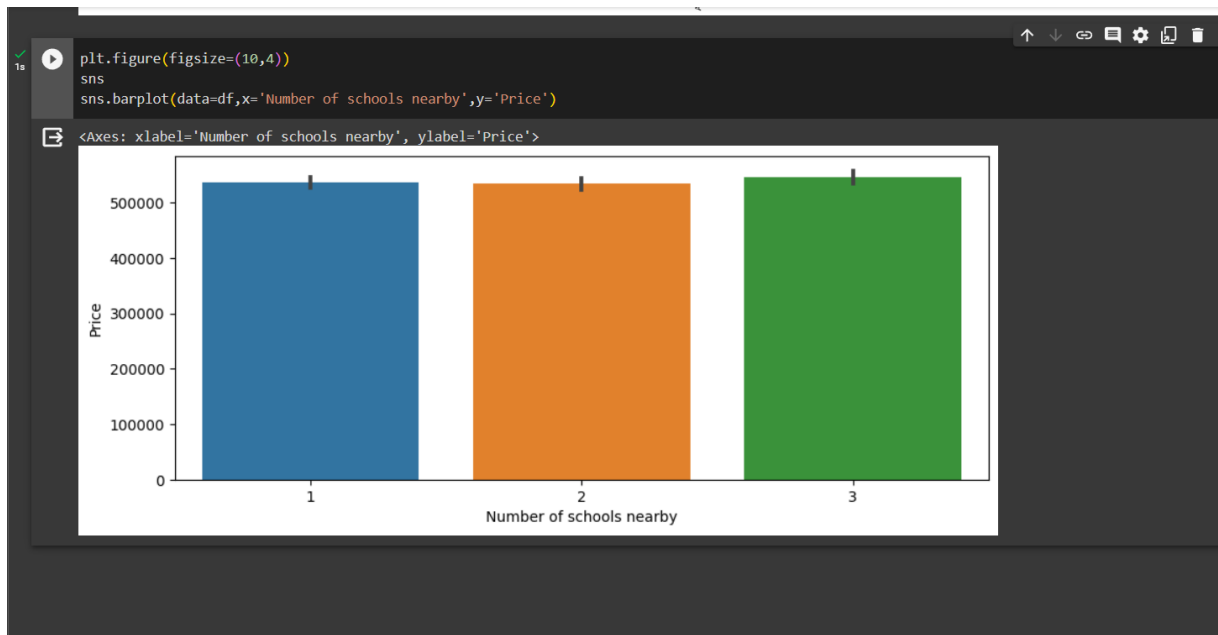 1s
plt.figure(figsize=(10,4))
sns
sns.barplot(data=df,x='Number of schools nearby',y='Price')
<Axes: xlabel='Number of schools nearby', ylabel='Price'>
500000
400000
300000
200000
100000
0
Price
1 2 3
Number of schools nearby